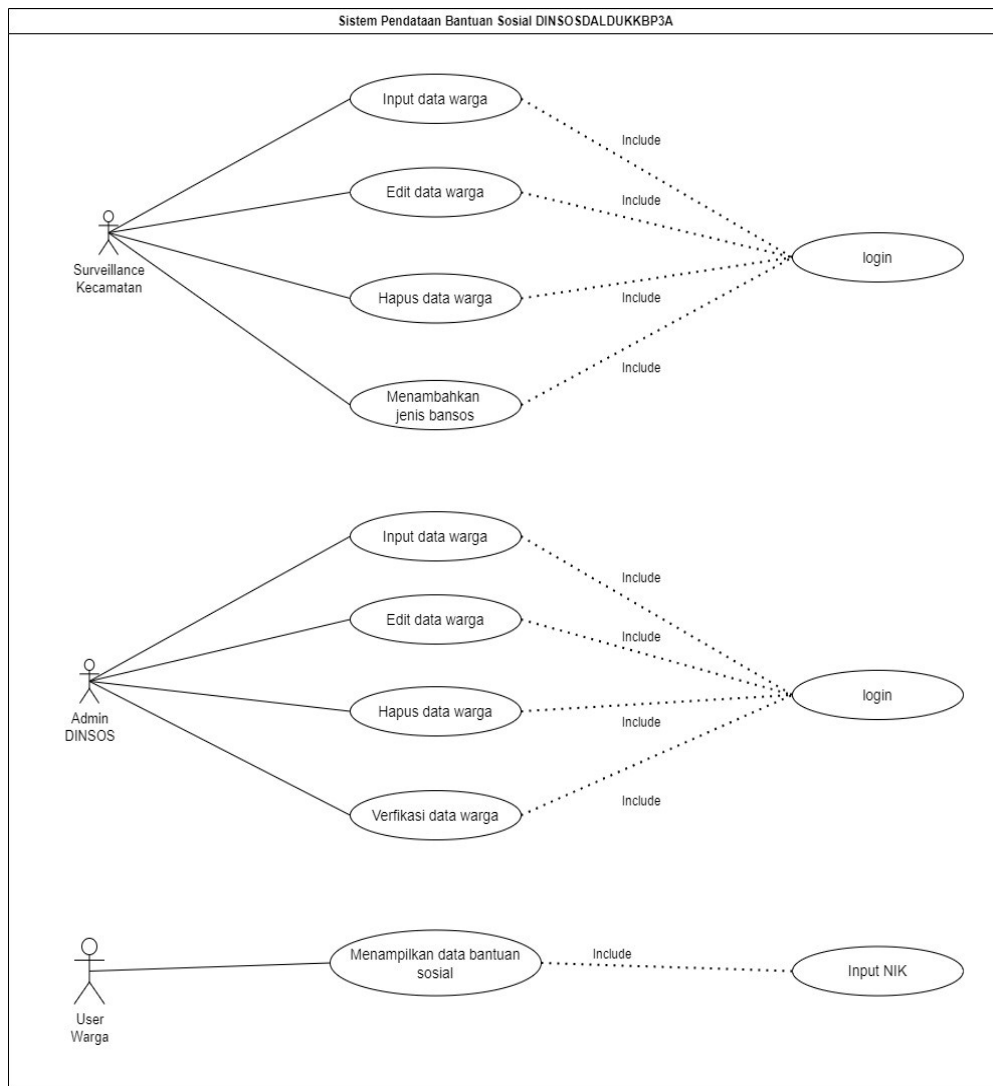 Sistem Pendataan Bantuan Sosial DINSOSDALDUKKBP3A
Input data warga
Include
Edit data warga
Include
Surveillance
Kecamatan
login
Hapus data warga
Include
Menambahkan
jenis bansos
Include
Input data warga
Include
Edit data warga
Include
Admin
DINSOS
login
Hapus data warga
Include
Verfikasi data warga
Include
Menampilkan data bantuan
sosial
Include
Input NIK
User
Warga